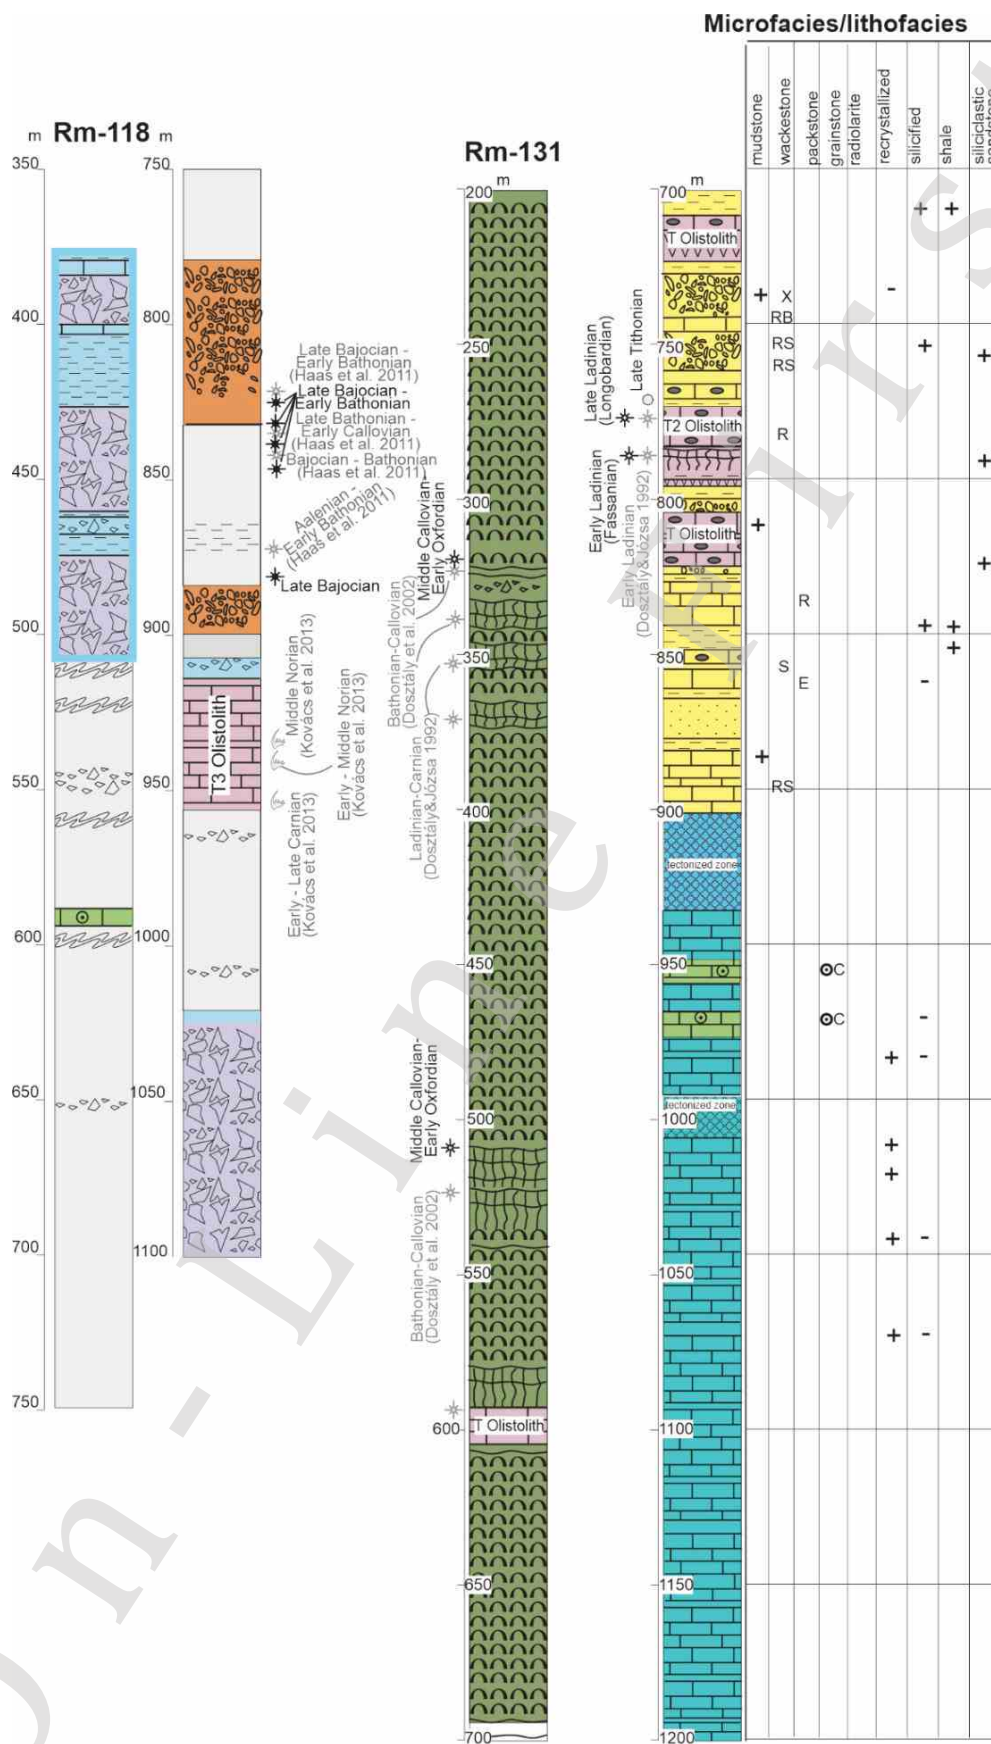 Microfacies/lithofacies
mudstone
wackestone
packstone
grainstone
radiolarite
recrystallized
silicified
shale
siliciclastic
sandstone
m Rm-118 m
350
400
450
500
550
600
650
700
750
750
800
850
900
950
1000
1050
1100
T3 Olistolith
Late Bajocian -
Early Bathonian
(Haas et al. 2011)
Late Bajocian -
Early Bathonian
Late Bathonian -
Early Callovian
(Haas et al. 2011)
Bajocian - Bathonian
(Haas et al. 2011)
Aalenian -
Early Bathonian
(Haas et al. 2011)
Late Bajocian
Middle Norian
(Kovács et al. 2013)
Early - Middle Norian
(Kovács et al. 2013)
Early - Late Carnian
(Kovács et al. 2013)
Rm-131
m
200
250
300
350
400
450
500
550
600
650
700
Middle Callovian-
Early Oxfordian
Bathonian-Callovian
(Dosztály et al. 2002)
Ladinian-Carnian
(Dosztály&Józsa 1992)
Middle Callovian-
Early Oxfordian
Bathonian-Callovian
(Dosztály et al. 2002)
T Olistolith
m
700
750
800
850
900
950
1000
1050
1100
1150
1200
Late Tithonian
Late Ladinian
(Longobardian)
Early Ladinian
(Fassanian)
Early Ladinian
(Dosztály&Józsa 1992)
T Olistolith
T2 Olistolith
T Olistolith
tectonized zone
tectonized zone
+ +
+ X -
RB
RS +
RS +
R
+
+
+
R
+ +
+
S -
E
+
RS
C
C -
+ -
+
+
+ -
+ -
On-Line First